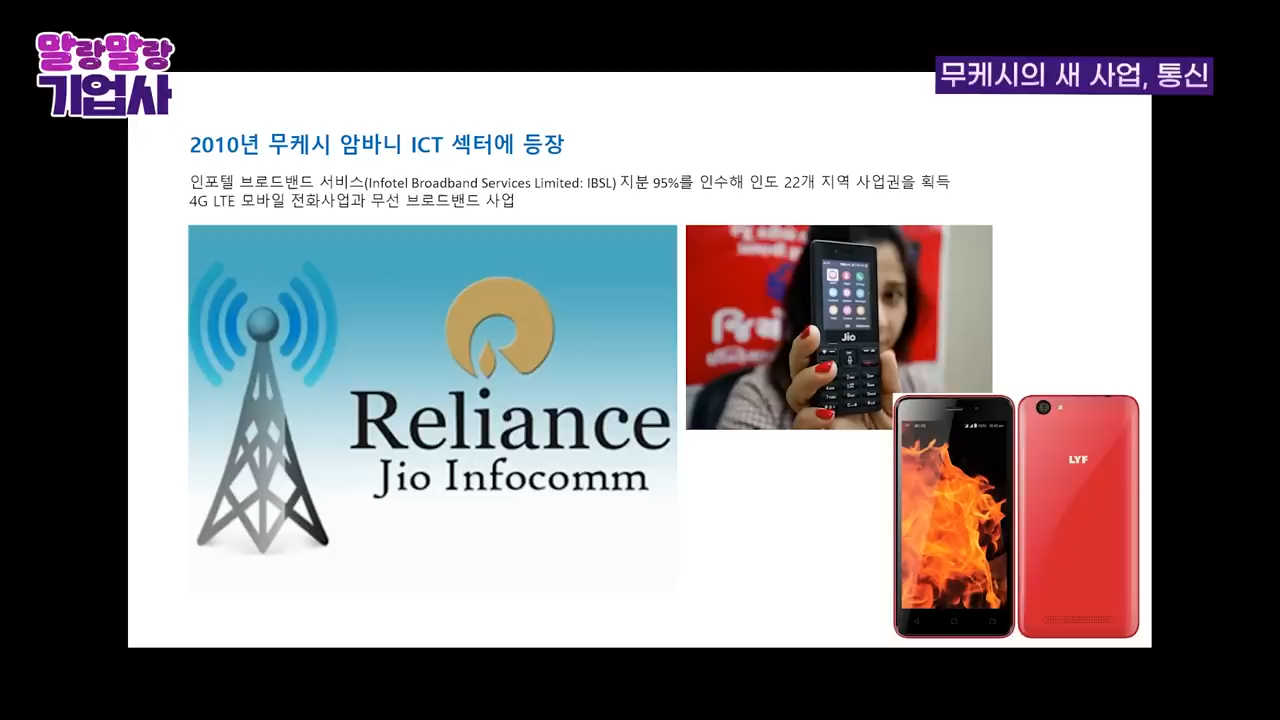 말랑말랑
기업사
무케시의 새 사업, 통신
2010년 무케시 암바니 ICT 섹터에 등장
인포텔 브로드밴드 서비스(Infotel Broadband Services Limited: IBSL) 지분 95%를 인수해 인도 22개 지역 사업권을 획득
4G LTE 모바일 전화사업과 무선 브로드밴드 사업
Reliance
Jio Infocomm
Jio
LYF